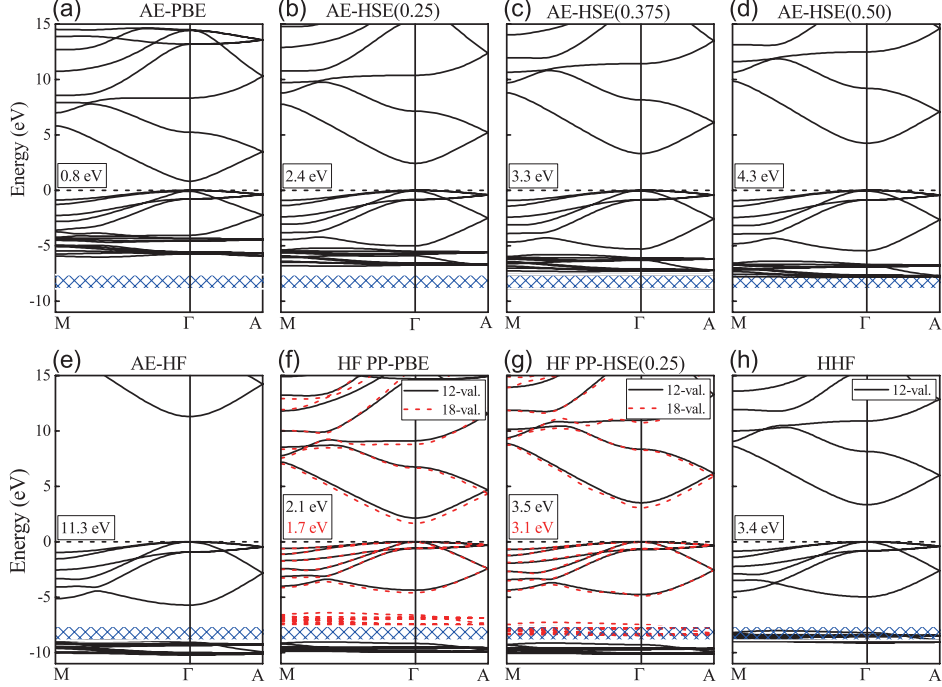 (a) AE-PBE (b) AE-HSE(0.25) (c) AE-HSE(0.375) (d) AE-HSE(0.50)
15
10
5
0
-5
-10
Energy (eV)
0.8 eV 2.4 eV 3.3 eV 4.3 eV
M Γ A M Γ A M Γ A M Γ A
(e) AE-HF (f) HF PP-PBE (g) HF PP-HSE(0.25) (h) HHF
12-val. 12-val. 12-val.
18-val. 18-val.
15
10
5
0
-5
-10
Energy (eV)
11.3 eV 2.1 eV 3.5 eV 3.4 eV
1.7 eV 3.1 eV
M Γ A M Γ A M Γ A M Γ A